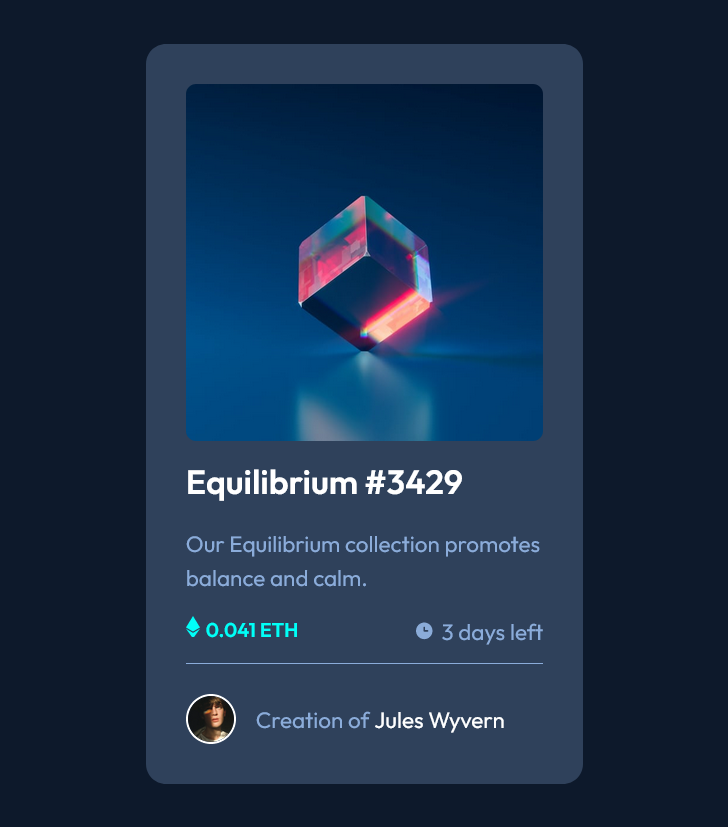 Equilibrium #3429
Our Equilibrium collection promotes
balance and calm.
0.041 ETH
3 days left
Creation of Jules Wyvern